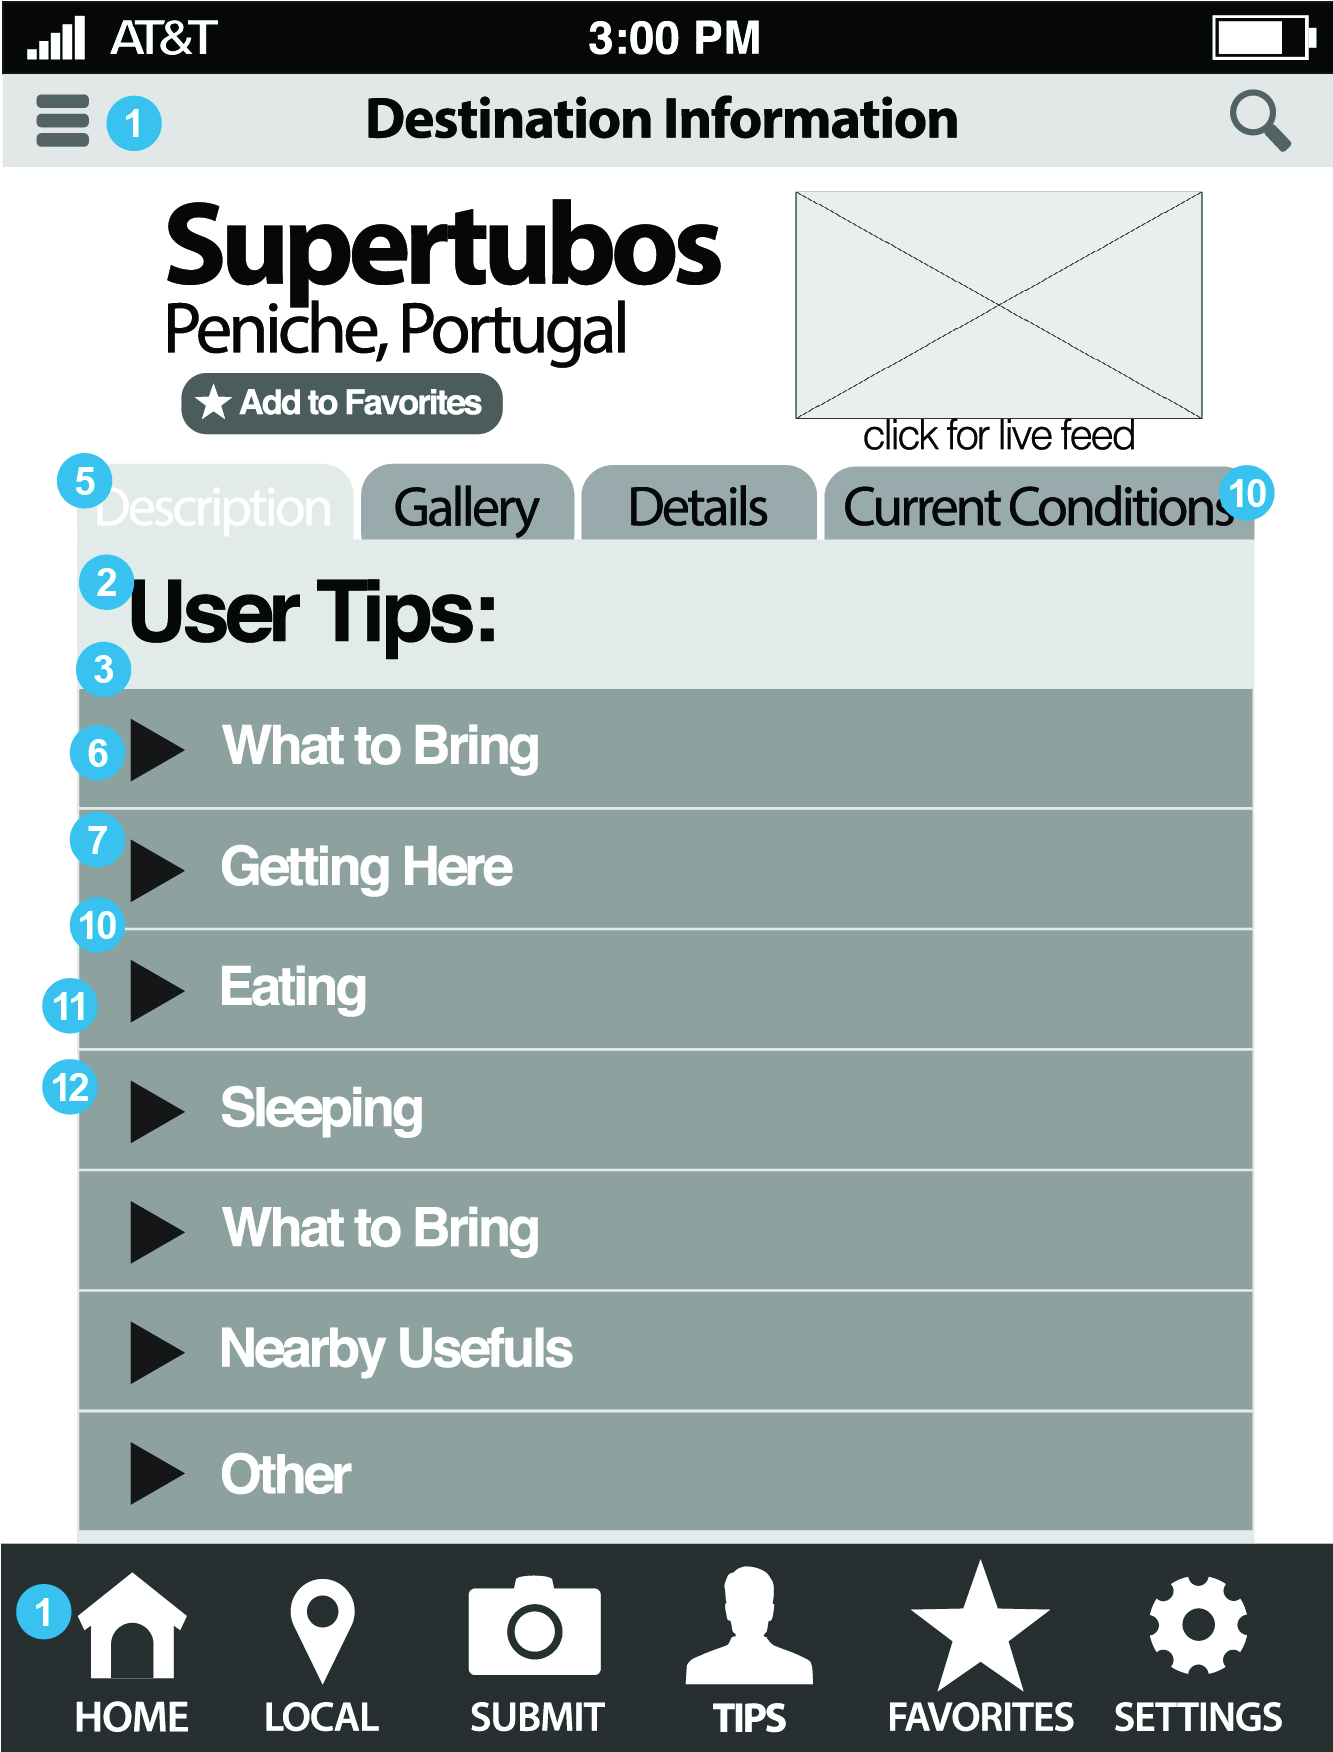 AT&T 3:00 PM
1 Destination Information
Supertubos
Peniche, Portugal
★ Add to Favorites
click for live feed
5 Description Gallery Details Current Conditions 10
2 User Tips:
3
6 What to Bring
7 Getting Here
10
Eating
11
12 Sleeping
What to Bring
Nearby Usefuls
Other
1
HOME LOCAL SUBMIT TIPS FAVORITES SETTINGS